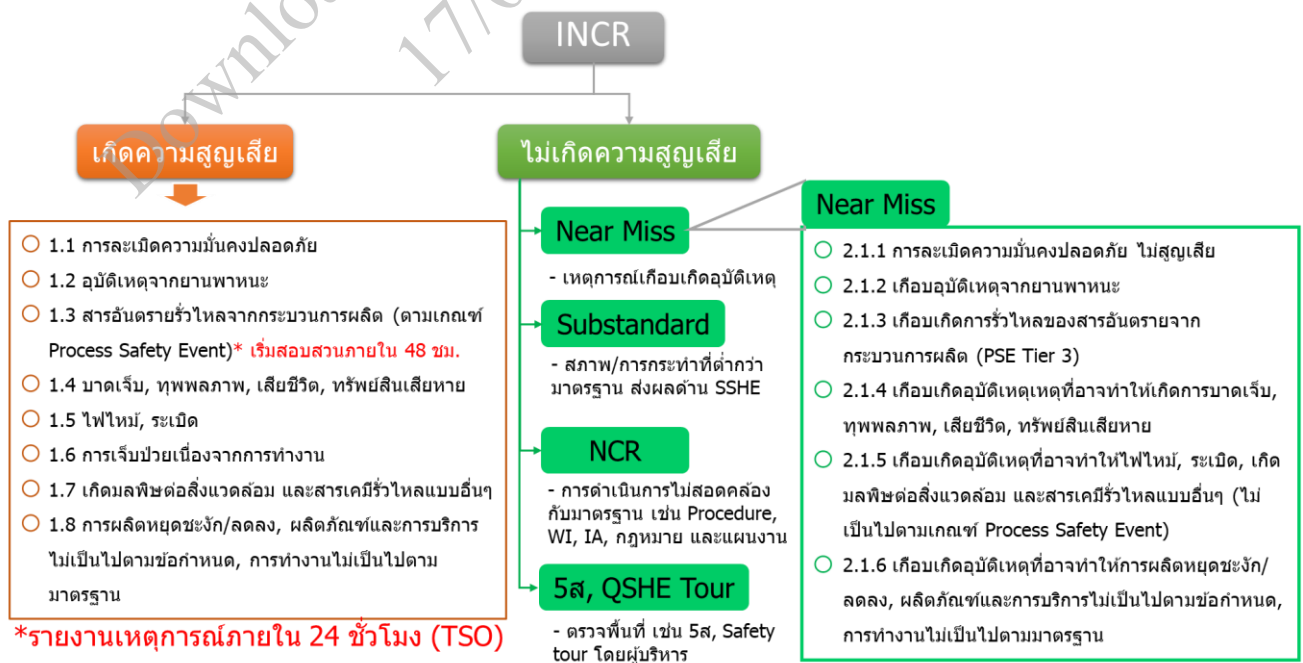 INCR
เกิดความสูญเสีย
ไม่เกิดความสูญเสีย
1.1 การละเมิดความมั่นคงปลอดภัย
1.2 อุบัติเหตุจากยานพาหนะ
1.3 สารอันตรายรั่วไหลจากกระบวนการผลิต (ตามเกณฑ์
Process Safety Event)* เริ่มสอบสวนภายใน 48 ชม.
1.4 บาดเจ็บ, ทุพพลภาพ, เสียชีวิต, ทรัพย์สินเสียหาย
1.5 ไฟไหม้, ระเบิด
1.6 การเจ็บป่วยเนื่องจากการทำงาน
1.7 เกิดมลพิษต่อสิ่งแวดล้อม และสารเคมีรั่วไหลแบบอื่นๆ
1.8 การผลิตหยุดชะงัก/ลดลง, ผลิตภัณฑ์และการบริการ
ไม่เป็นไปตามข้อกำหนด, การทำงานไม่เป็นไปตาม
มาตรฐาน
*รายงานเหตุการณ์ภายใน 24 ชั่วโมง (TSO)
Near Miss
- เหตุการณ์เกือบเกิดอุบัติเหตุ
Substandard
- สภาพ/การกระทำที่ต่ำกว่า
มาตรฐาน ส่งผลด้าน SSHE
NCR
- การดำเนินการไม่สอดคล้อง
กับมาตรฐาน เช่น Procedure,
WI, IA, กฎหมาย และแผนงาน
5ส, QSHE Tour
- ตรวจพื้นที่ เช่น 5ส, Safety
tour โดยผู้บริหาร
Near Miss
2.1.1 การละเมิดความมั่นคงปลอดภัย ไม่สูญเสีย
2.1.2 เกือบอุบัติเหตุจากยานพาหนะ
2.1.3 เกือบเกิดการรั่วไหลของสารอันตรายจาก
กระบวนการผลิต (PSE Tier 3)
2.1.4 เกือบเกิดอุบัติเหตุเหตุที่อาจทำให้เกิดการบาดเจ็บ,
ทุพพลภาพ, เสียชีวิต, ทรัพย์สินเสียหาย
2.1.5 เกือบเกิดอุบัติเหตุที่อาจทำให้ไฟไหม้, ระเบิด, เกิด
มลพิษต่อสิ่งแวดล้อม และสารเคมีรั่วไหลแบบอื่นๆ (ไม่
เป็นไปตามเกณฑ์ Process Safety Event)
2.1.6 เกือบเกิดอุบัติเหตุที่อาจทำให้การผลิตหยุดชะงัก/
ลดลง, ผลิตภัณฑ์และการบริการไม่เป็นไปตามข้อกำหนด,
การทำงานไม่เป็นไปตามมาตรฐาน